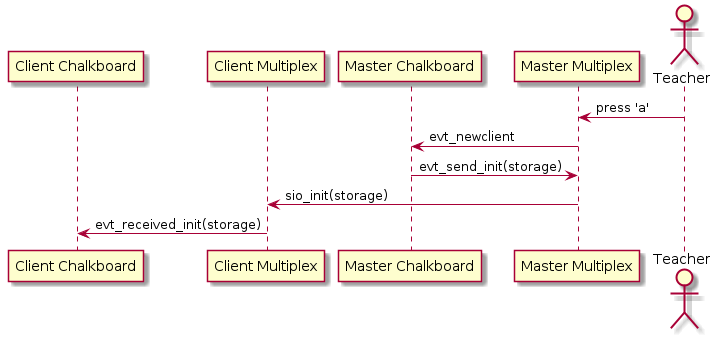 Client Chalkboard
Client Multiplex
Master Chalkboard
Master Multiplex
Teacher
press 'a'
evt_newclient
evt_send_init(storage)
sio_init(storage)
evt_received_init(storage)
Client Chalkboard
Client Multiplex
Master Chalkboard
Master Multiplex
Teacher